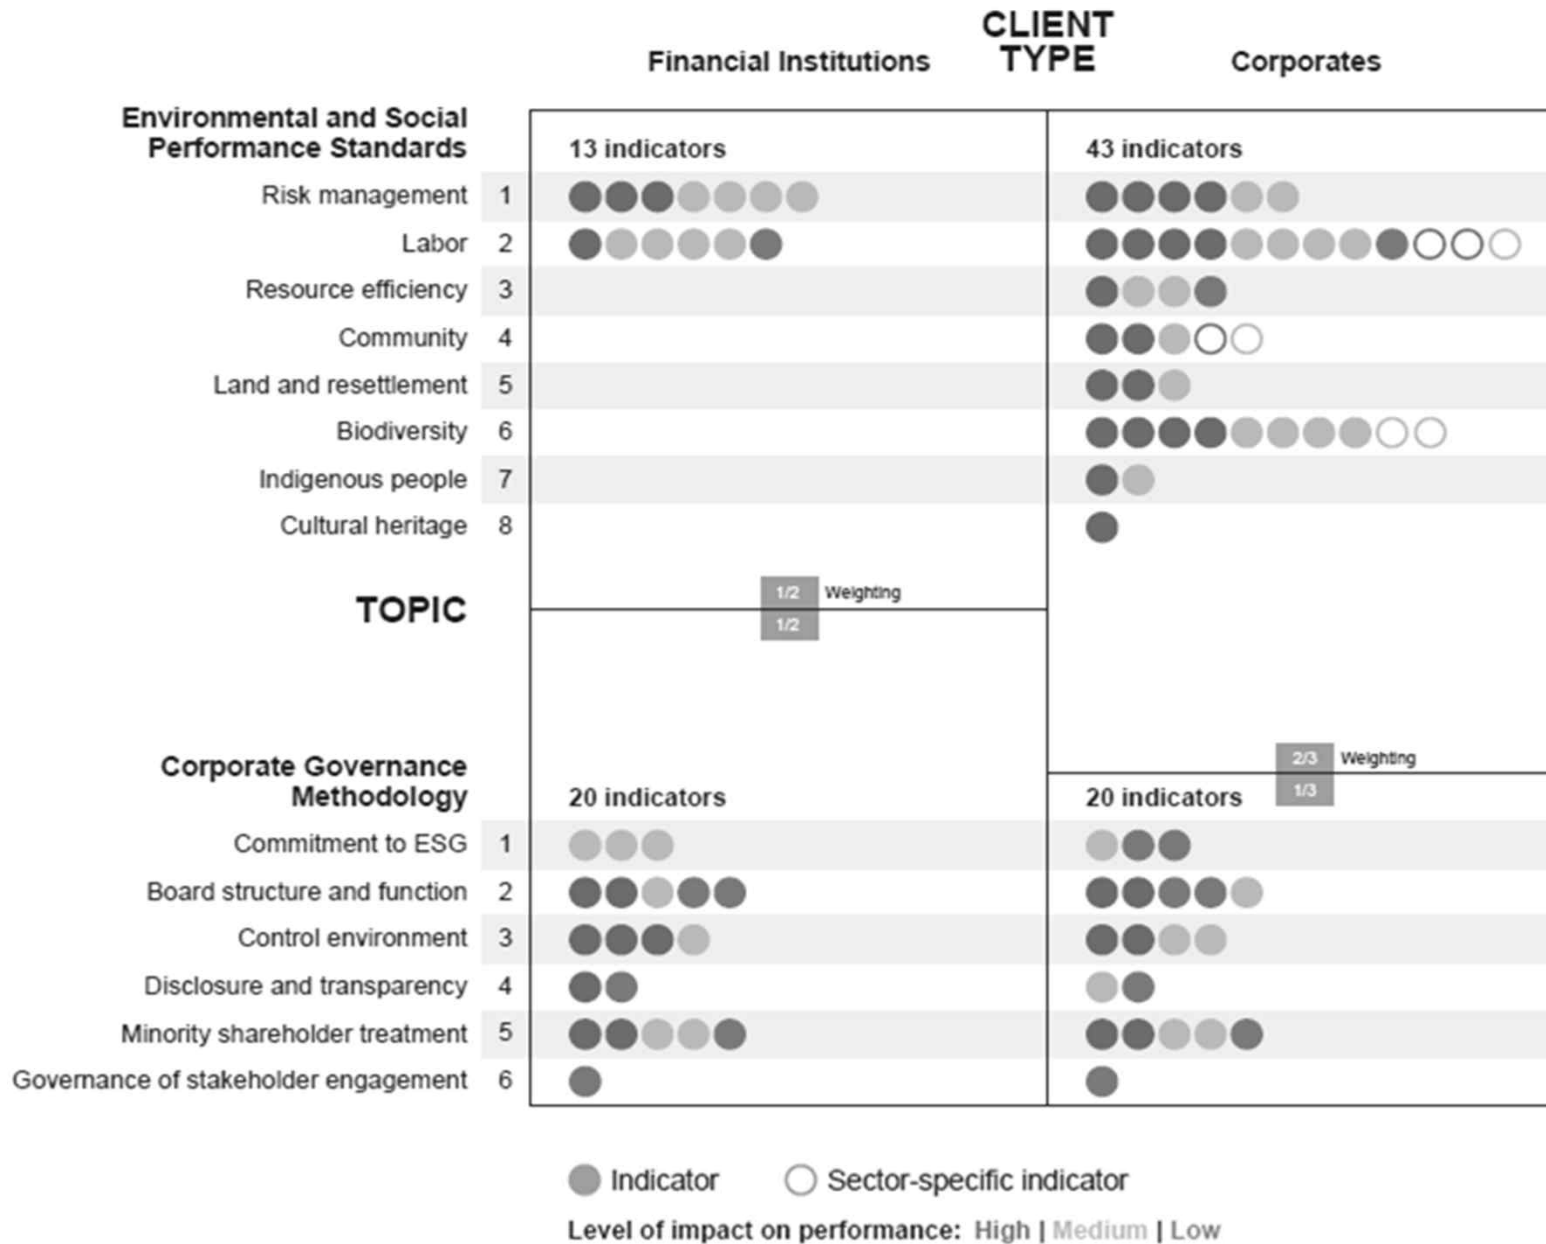 CLIENT
TYPE
Financial Institutions
Corporates
Environmental and Social
Performance Standards
13 indicators
43 indicators
Risk management 1
Labor 2
Resource efficiency 3
Community 4
Land and resettlement 5
Biodiversity 6
Indigenous people 7
Cultural heritage 8
1/2 Weighting
1/2
TOPIC
2/3 Weighting
1/3
Corporate Governance
Methodology
20 indicators
20 indicators
Commitment to ESG 1
Board structure and function 2
Control environment 3
Disclosure and transparency 4
Minority shareholder treatment 5
Governance of stakeholder engagement 6
Indicator
Sector-specific indicator
Level of impact on performance: High | Medium | Low